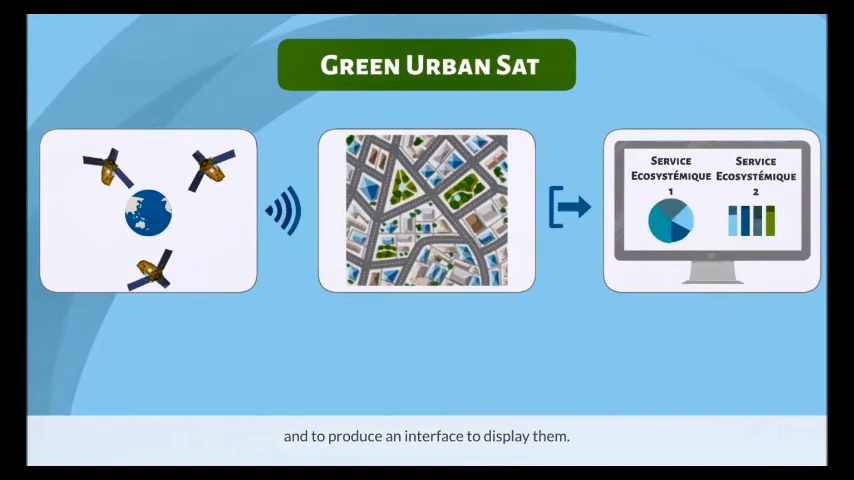 Green Urban Sat
Service
Ecosystémique
1
Service
Ecosystémique
2
and to produce an interface to display them.